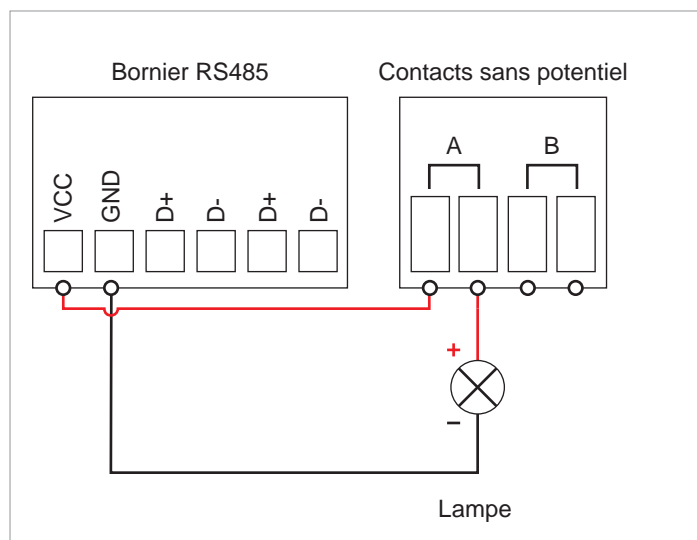 Bornier RS485
Contacts sans potentiel
A
B
VCC
GND
D+
D-
D+
D-
+
−
Lampe